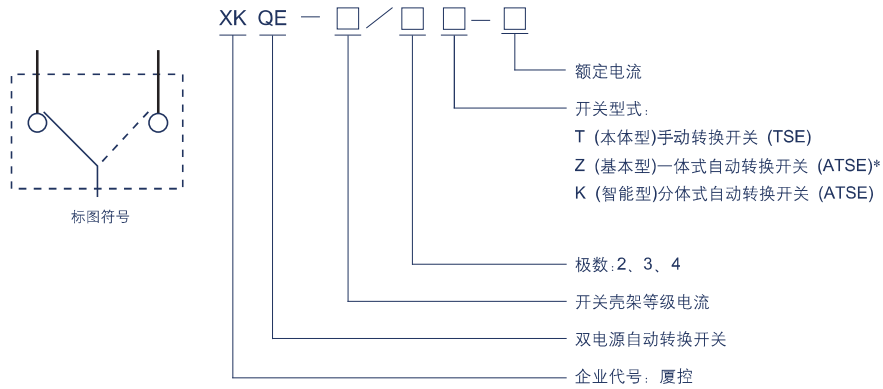 XK QE — □／□ □ — □
额定电流
开关型式：
T (本体型)手动转换开关 (TSE)
Z (基本型)一体式自动转换开关 (ATSE)*
K (智能型)分体式自动转换开关 (ATSE)
标图符号
极数：2、3、4
开关壳架等级电流
双电源自动转换开关
企业代号：厦控